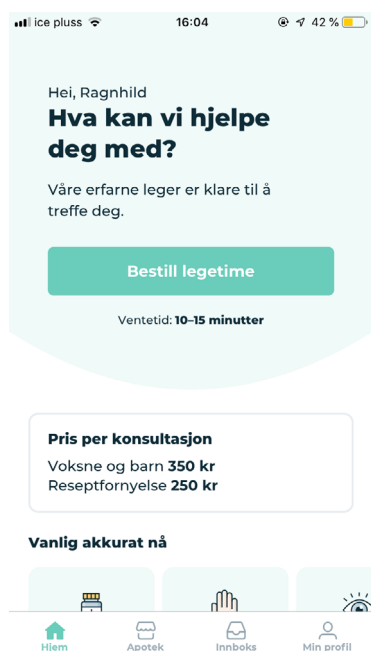 ice pluss 16:04 42 %
Hei, Ragnhild
Hva kan vi hjelpe
deg med?
Våre erfarne leger er klare til å
treffe deg.
Bestill legetime
Ventetid: 10–15 minutter
Pris per konsultasjon
Voksne og barn 350 kr
Reseptfornyelse 250 kr
Vanlig akkurat nå
Hjem Apotek Innboks Min profil